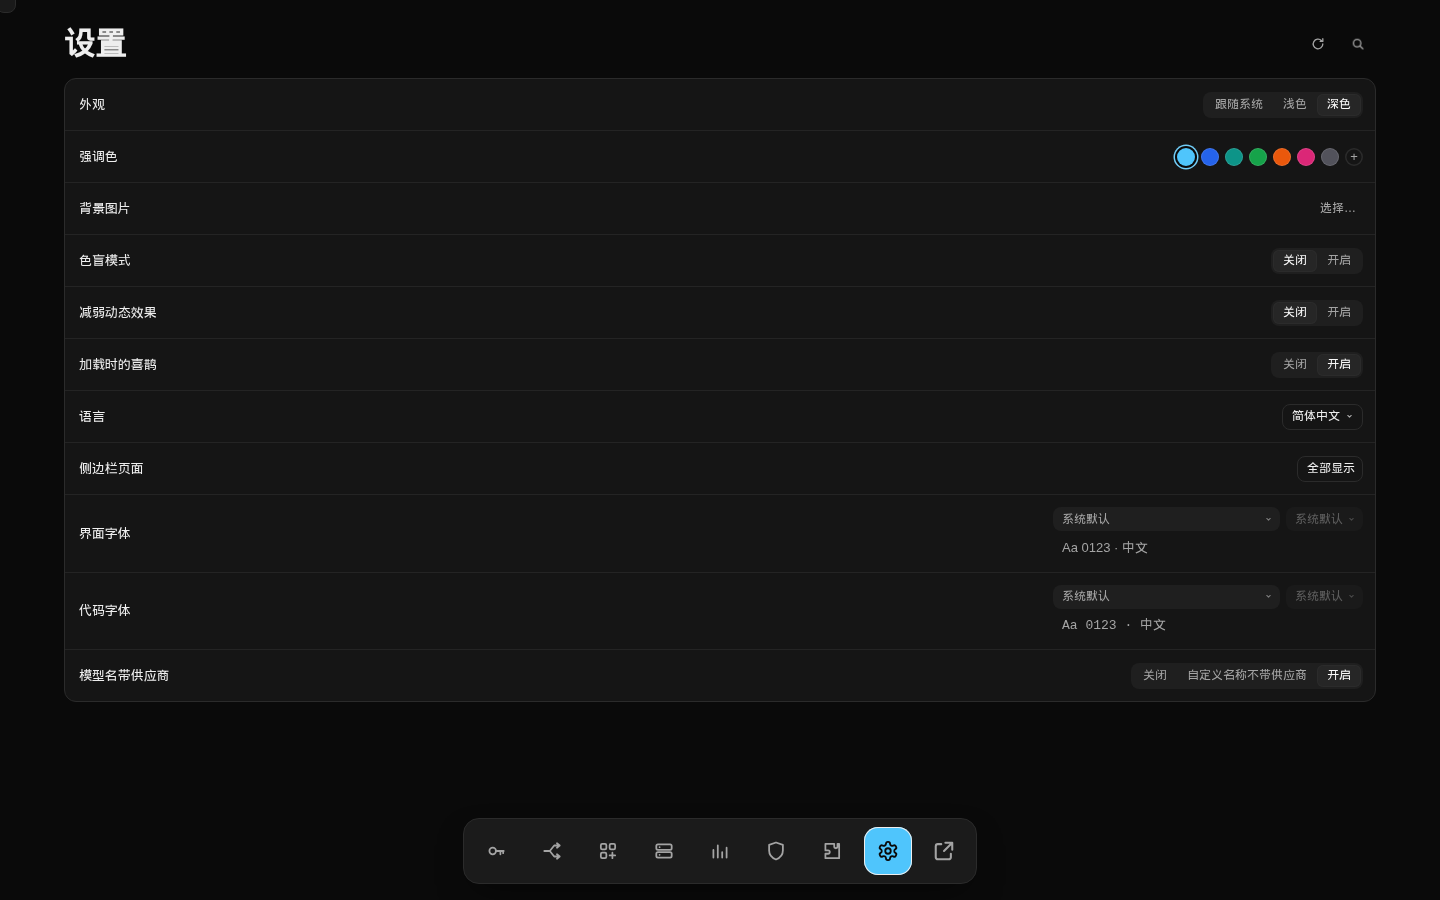 设置
外观
跟随系统 浅色 深色
强调色
+
背景图片
选择...
色盲模式
关闭 开启
减弱动态效果
关闭 开启
加载时的喜鹊
关闭 开启
语言
简体中文
侧边栏页面
全部显示
界面字体
系统默认 系统默认
Aa 0123 · 中文
代码字体
系统默认 系统默认
Aa 0123 · 中文
模型名带供应商
关闭 自定义名称不带供应商 开启